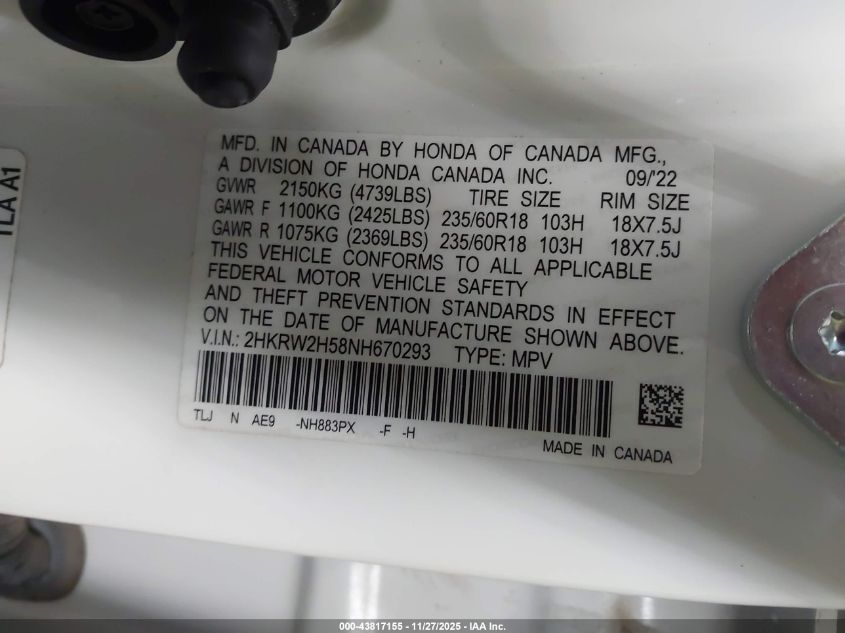 TLA A1
MFD. IN CANADA BY HONDA OF CANADA MFG.,
A DIVISION OF HONDA CANADA INC. 09/'22
GVWR 2150KG (4739LBS) TIRE SIZE RIM SIZE
GAWR F 1100KG (2425LBS) 235/60R18 103H 18X7.5J
GAWR R 1075KG (2369LBS) 235/60R18 103H 18X7.5J
THIS VEHICLE CONFORMS TO ALL APPLICABLE
FEDERAL MOTOR VEHICLE SAFETY
AND THEFT PREVENTION STANDARDS IN EFFECT
ON THE DATE OF MANUFACTURE SHOWN ABOVE.
V.I.N.: 2HKRW2H58NH670293 TYPE: MPV
TLJ N AE9 -NH883PX -F -H
MADE IN CANADA
000-43817155 - 11/27/2025 - IAA Inc.